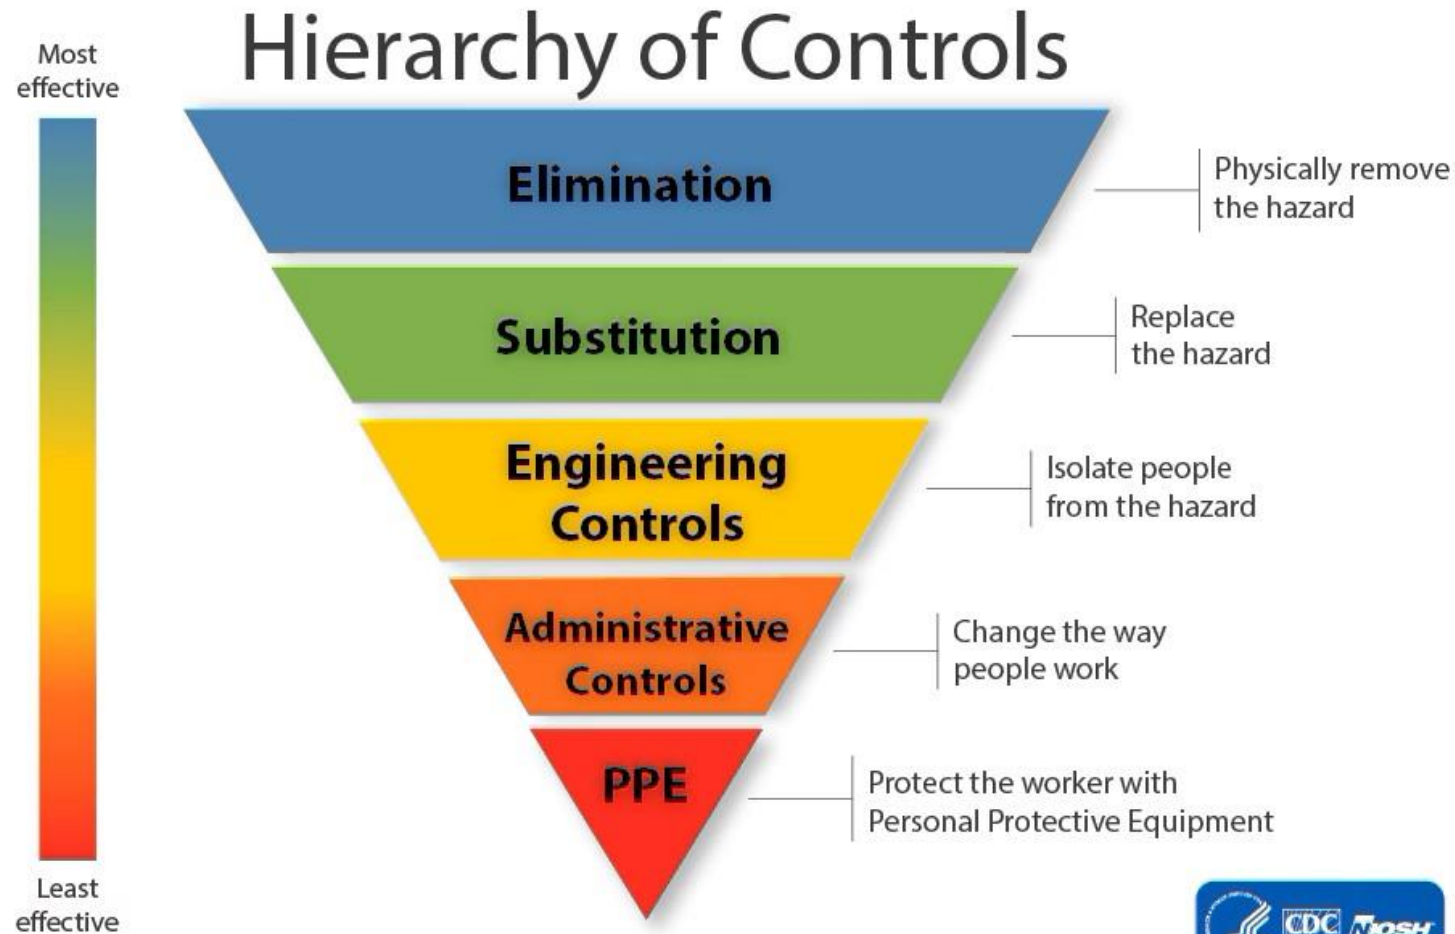 Hierarchy of Controls
Most
effective
Elimination
Physically remove
the hazard
Substitution
Replace
the hazard
Engineering
Controls
Isolate people
from the hazard
Administrative
Controls
Change the way
people work
PPE
Protect the worker with
Personal Protective Equipment
Least
effective
CDC NIOSH